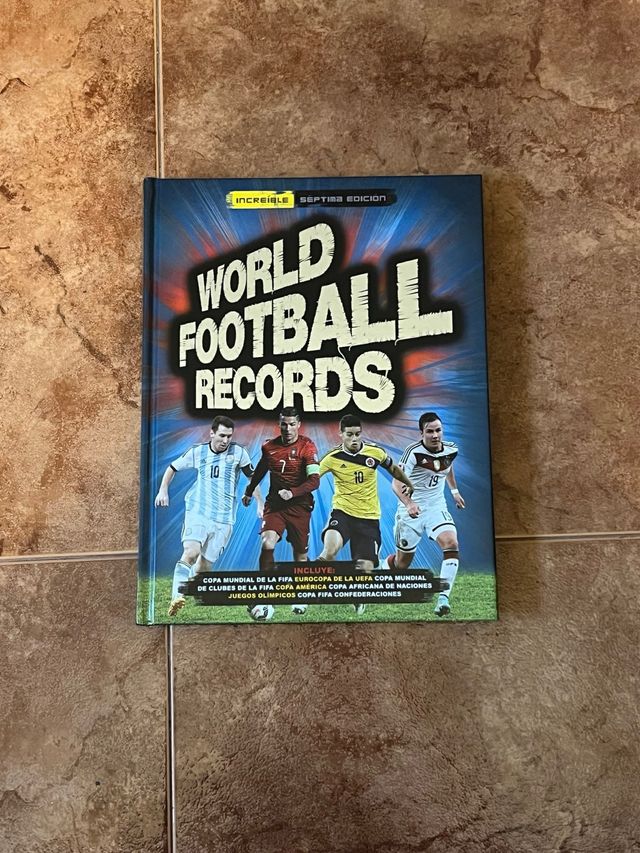 INCREÍBLE SÉPTIMA EDICIÓN
WORLD
FOOTBALL
RECORDS
10
7
10
19
INCLUYE:
COPA MUNDIAL DE LA FIFA EUROCOPA DE LA UEFA COPA MUNDIAL
DE CLUBES DE LA FIFA COPA AMÉRICA COPA AFRICANA DE NACIONES
JUEGOS OLÍMPICOS COPA FIFA CONFEDERACIONES